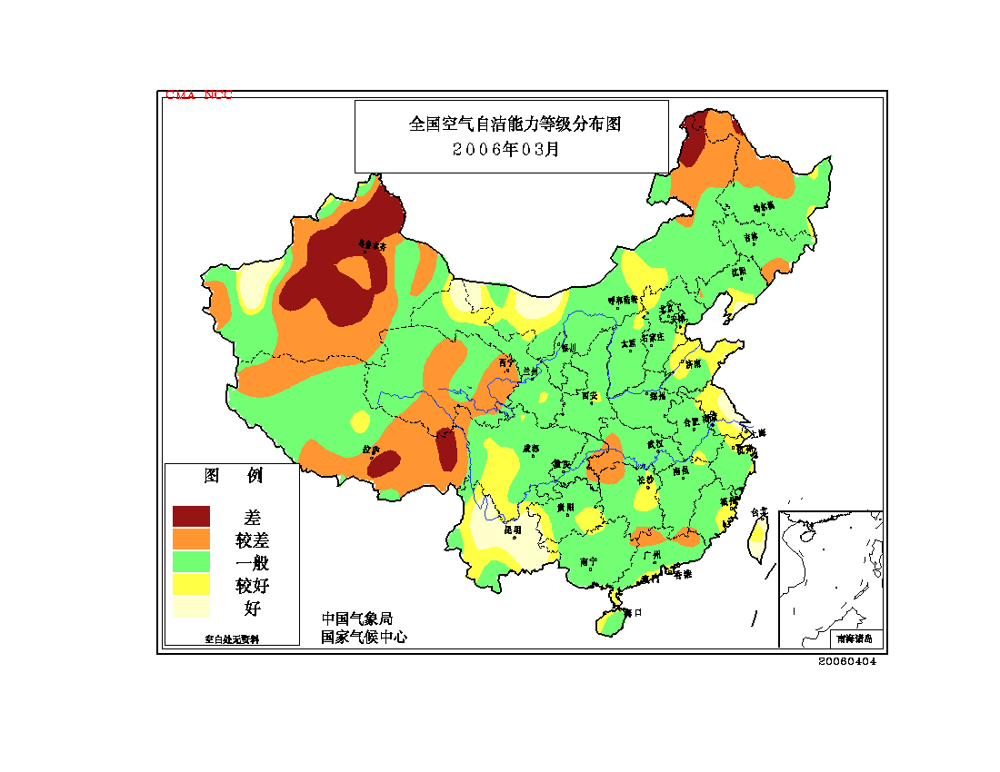 CMA NCC
全国空气自洁能力等级分布图
2006年03月
哈尔滨
吉林
沈阳
乌鲁木齐
呼和浩特
北京
天津
银川
太原
石家庄
济南
西宁
兰州
西安
郑州
合肥
南京
上海
杭州
拉萨
成都
重庆
武汉
长沙
南昌
贵阳
福州
台北
昆明
南宁
广州
澳门
香港
海口
图 例
差
较差
一般
较好
好
空白处无资料
中国气象局
国家气候中心
南海诸岛
20060404